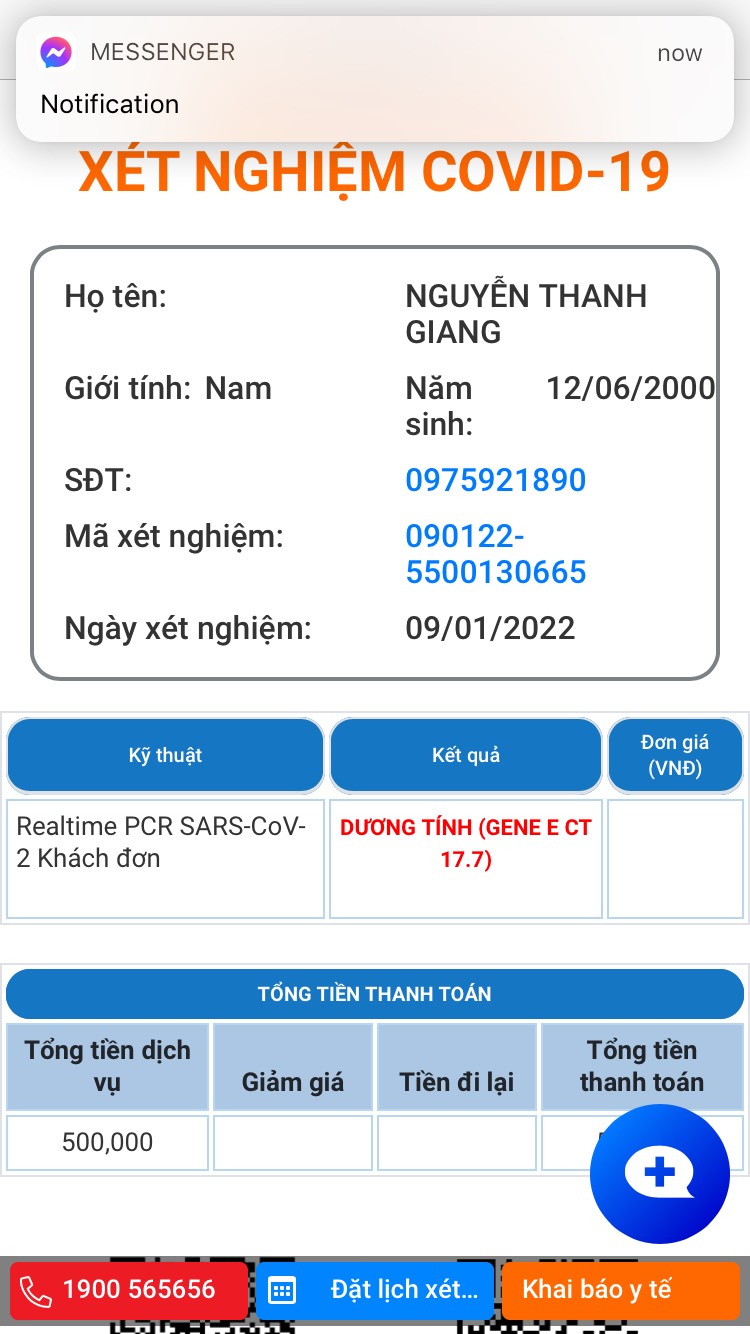 MESSENGER now
Notification
XÉT NGHIỆM COVID-19
Họ tên: NGUYỄN THANH
GIANG
Giới tính: Nam Năm 12/06/2000
sinh:
SĐT: 0975921890
Mã xét nghiệm: 090122-
5500130665
Ngày xét nghiệm: 09/01/2022
Kỹ thuật Kết quả Đơn giá
(VNĐ)
Realtime PCR SARS-CoV- DƯƠNG TÍNH (GENE E CT
2 Khách đơn 17.7)
TỔNG TIỀN THANH TOÁN
Tổng tiền dịch Tổng tiền
vụ Giảm giá Tiền đi lại thanh toán
500,000
1900 565656 Đặt lịch xét... Khai báo y tế